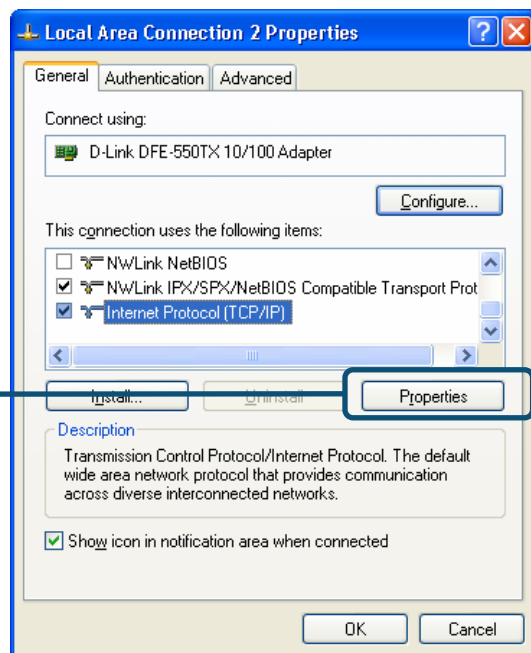 Local Area Connection 2 Properties
General Authentication Advanced
Connect using:
D-Link DFE-550TX 10/100 Adapter
Configure...
This connection uses the following items:
NWLink NetBIOS
NWLink IPX/SPX/NetBIOS Compatible Transport Prot
Internet Protocol (TCP/IP)
Install... Uninstall Properties
Description
Transmission Control Protocol/Internet Protocol. The default
wide area network protocol that provides communication
across diverse interconnected networks.
Show icon in notification area when connected
OK Cancel